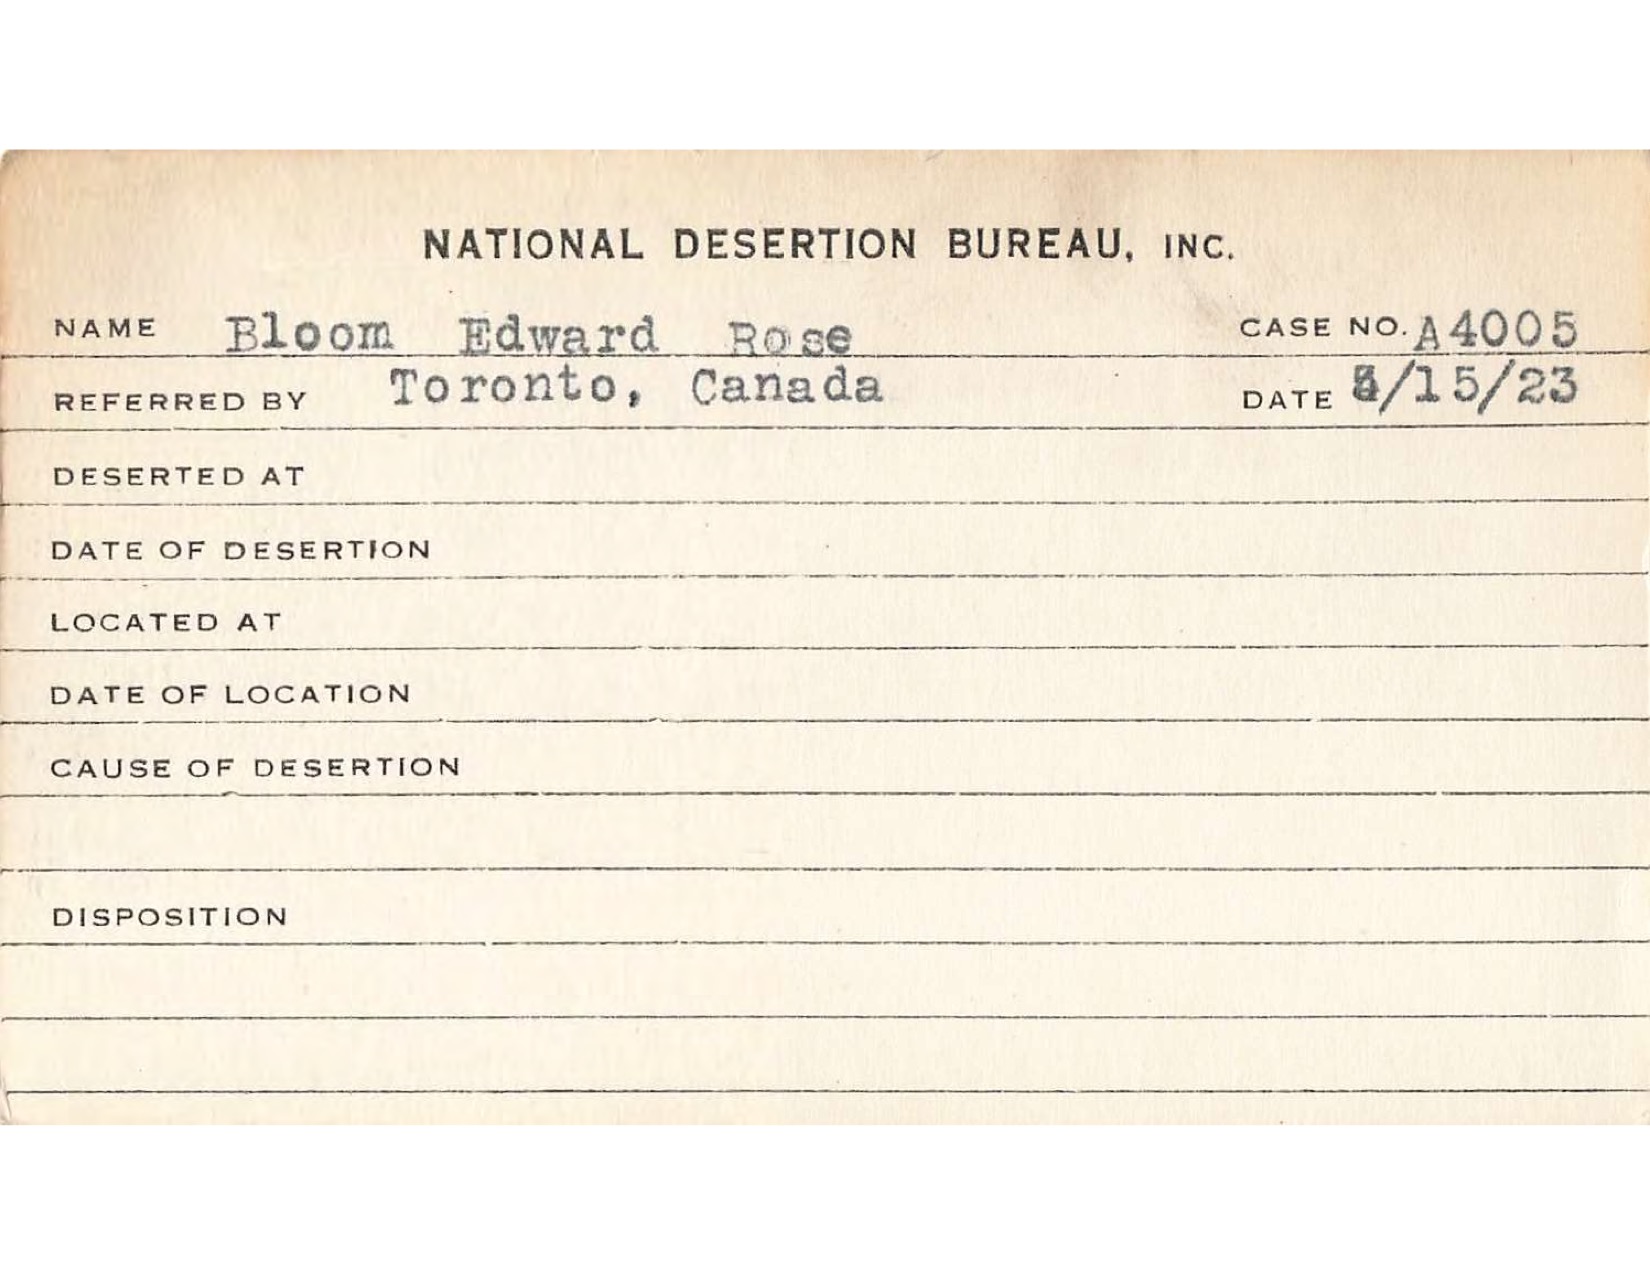 NATIONAL DESERTION BUREAU, INC.
NAME Bloom Edward Rose CASE NO. A4005
REFERRED BY Toronto, Canada DATE /15/23
DESERTED AT
DATE OF DESERTION
LOCATED AT
DATE OF LOCATION
CAUSE OF DESERTION
DISPOSITION